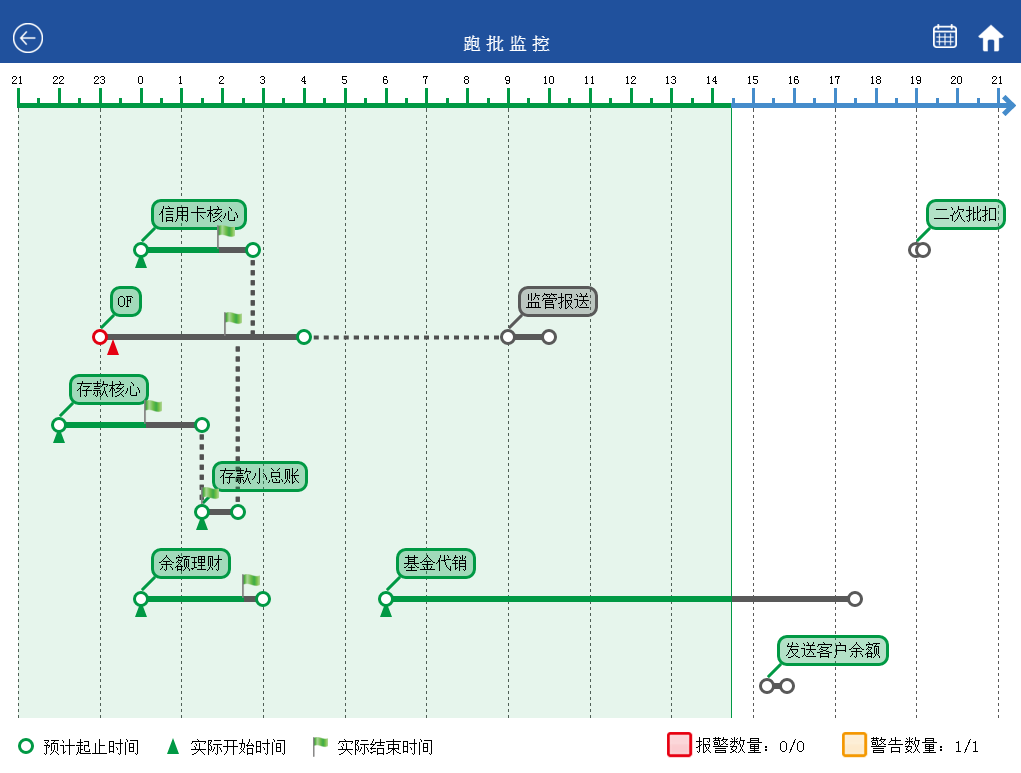 跑批监控
21 22 23 0 1 2 3 4 5 6 7 8 9 10 11 12 13 14 15 16 17 18 19 20 21
信用卡核心
二次批扣
OF
监管报送
存款核心
存款小总账
余额理财
基金代销
发送客户余额
预计起止时间 实际开始时间 实际结束时间 报警数量: 0/0 警告数量: 1/1